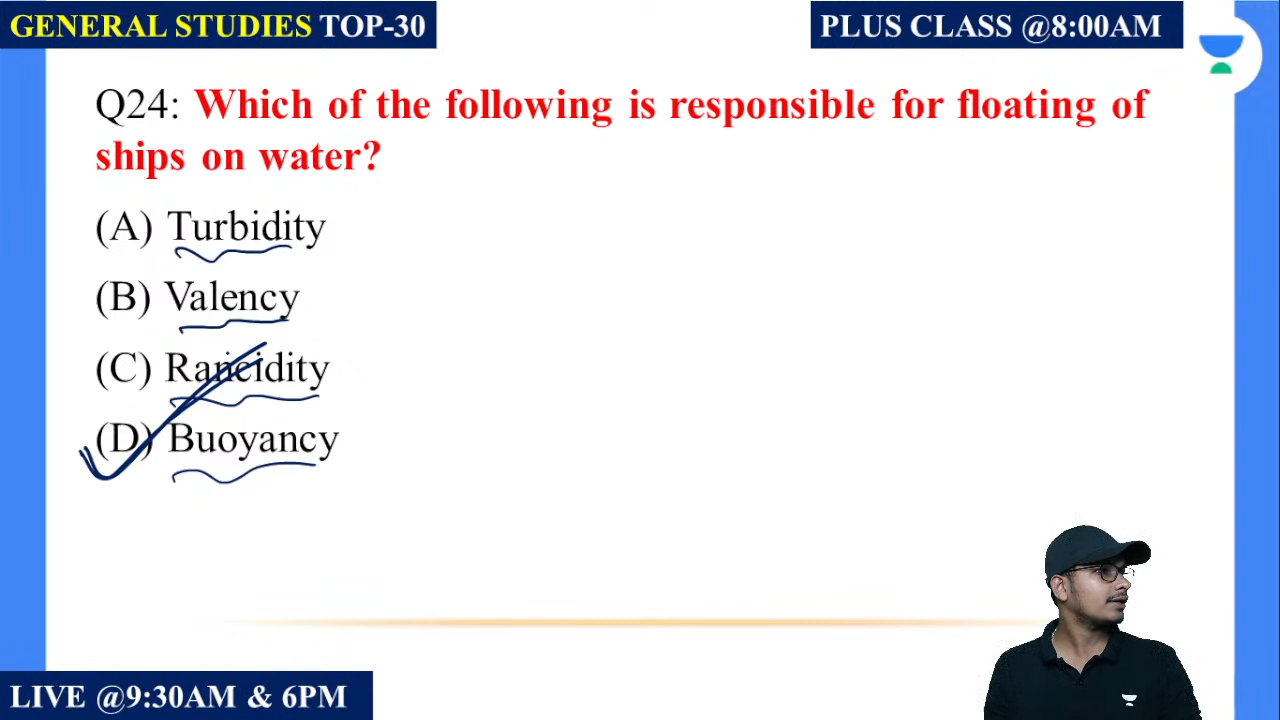 GENERAL STUDIES TOP-30
PLUS CLASS @8:00AM
Q24: Which of the following is responsible for floating of
ships on water?
(A) Turbidity
(B) Valency
(C) Rancidity
(D) Buoyancy
LIVE @9:30AM & 6PM